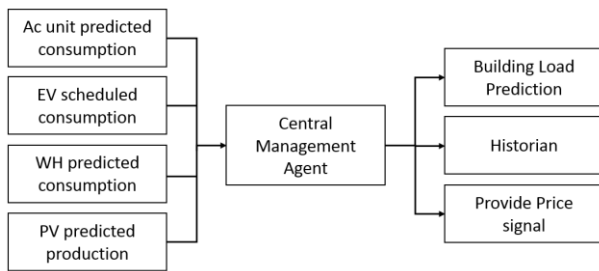 Ac unit predicted
consumption
EV scheduled
consumption
WH predicted
consumption
PV predicted
production
Central
Management
Agent
Building Load
Prediction
Historian
Provide Price
signal